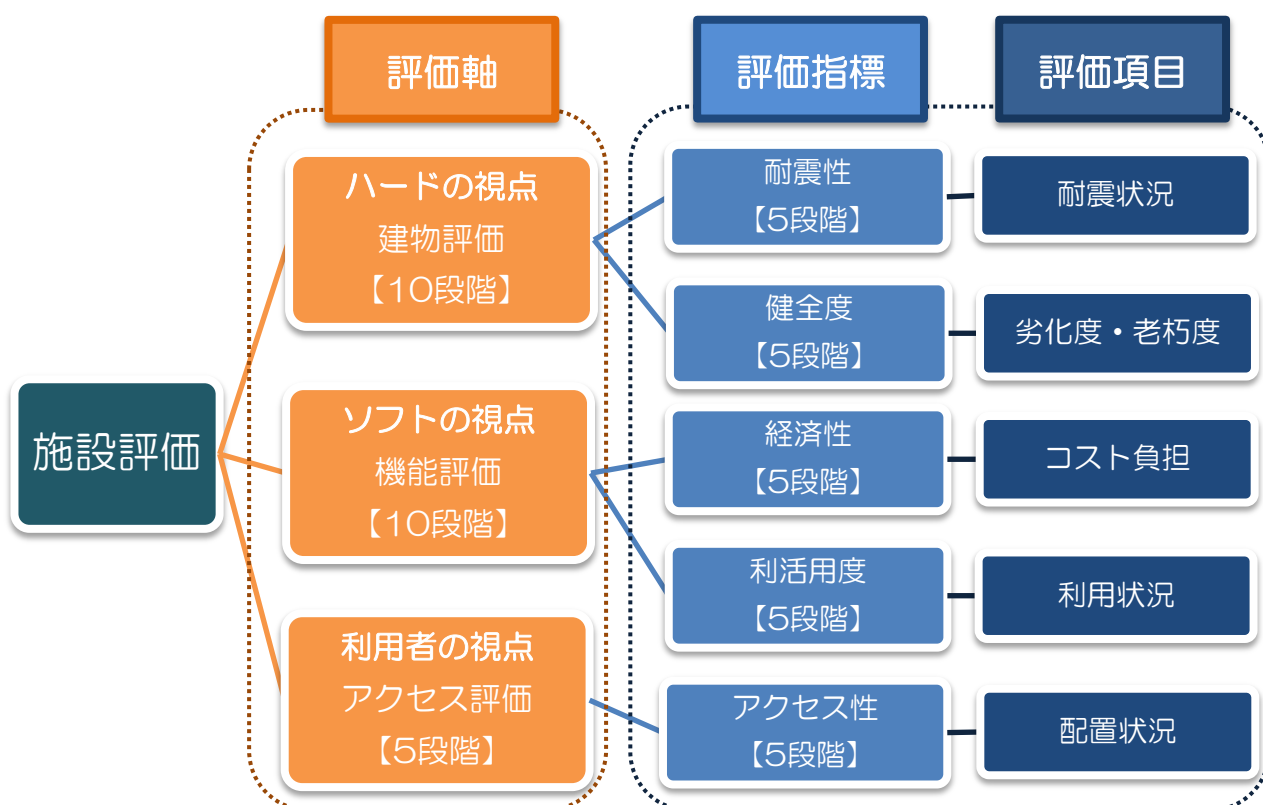 評価軸
評価指標
評価項目
施設評価
ハードの視点
建物評価
【10段階】
ソフトの視点
機能評価
【10段階】
利用者の視点
アクセス評価
【5段階】
耐震性
【5段階】
耐震状況
健全度
【5段階】
劣化度・老朽度
経済性
【5段階】
コスト負担
利活用度
【5段階】
利用状況
アクセス性
【5段階】
配置状況